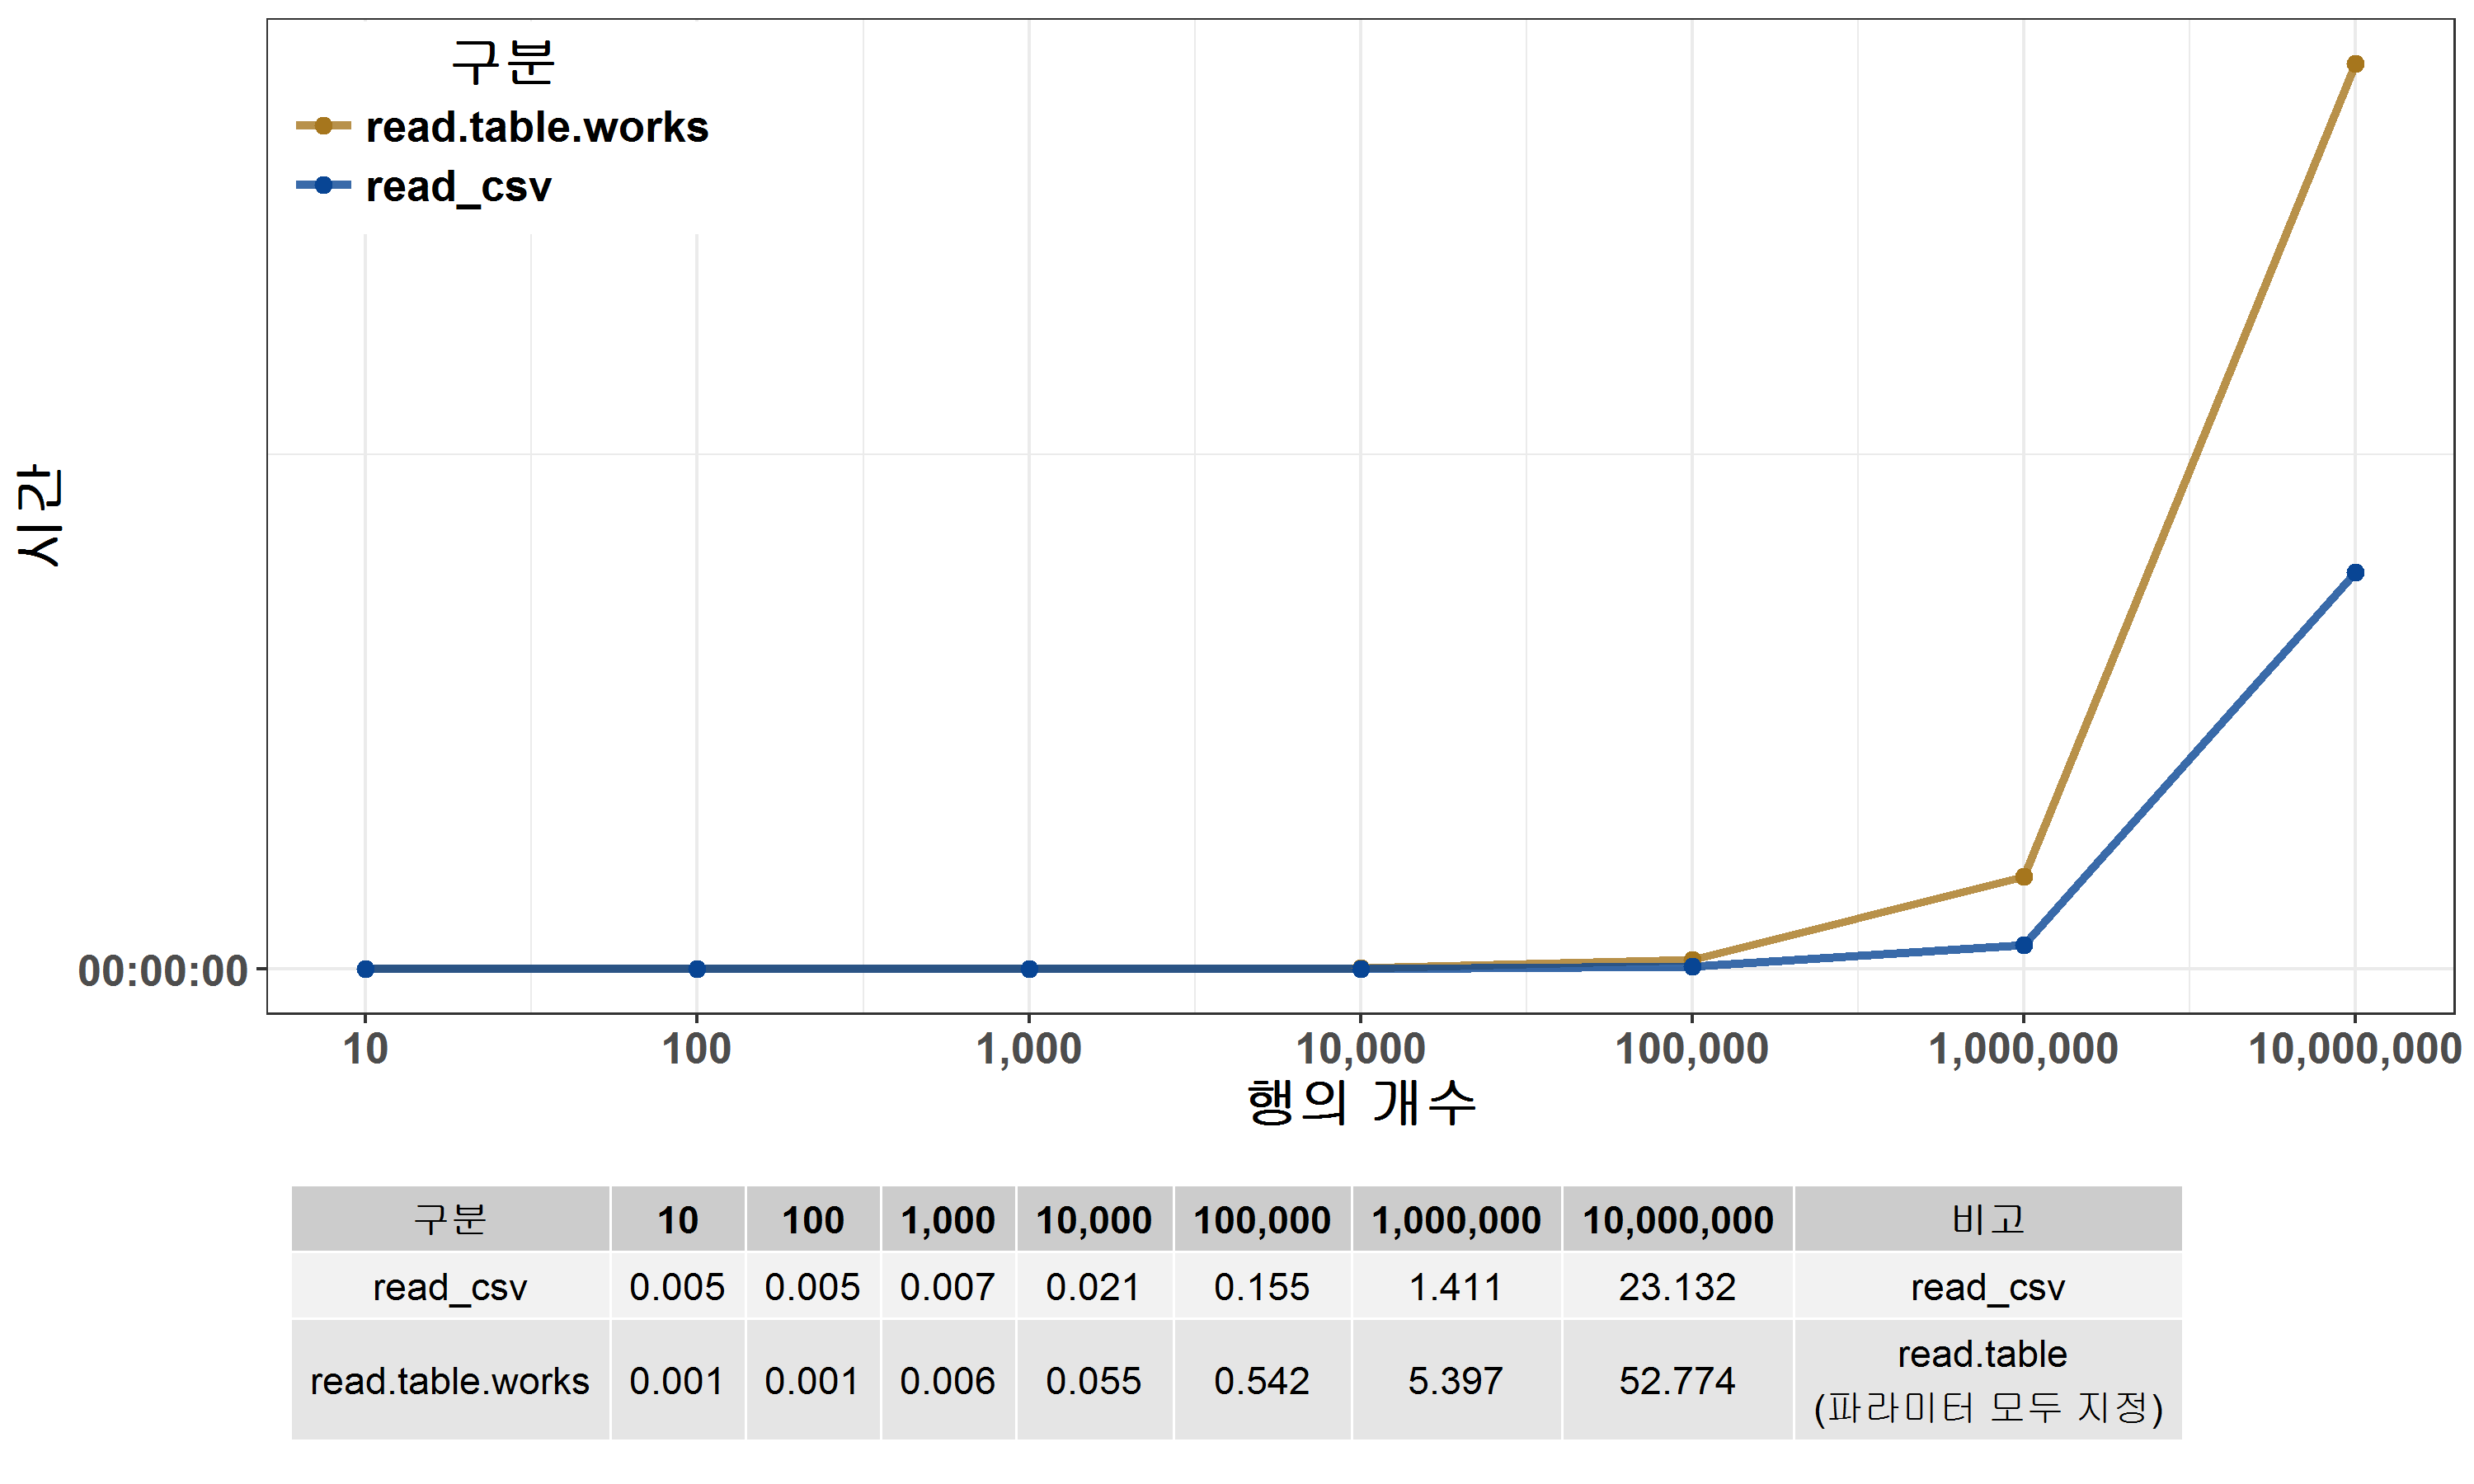 구분
read.table.works
read_csv
시간
00:00:00
10 100 1,000 10,000 100,000 1,000,000 10,000,000
행의 개수
구분 10 100 1,000 10,000 100,000 1,000,000 10,000,000 비고
read_csv 0.005 0.005 0.007 0.021 0.155 1.411 23.132 read_csv
read.table.works 0.001 0.001 0.006 0.055 0.542 5.397 52.774 read.table
(파라미터 모두 지정)